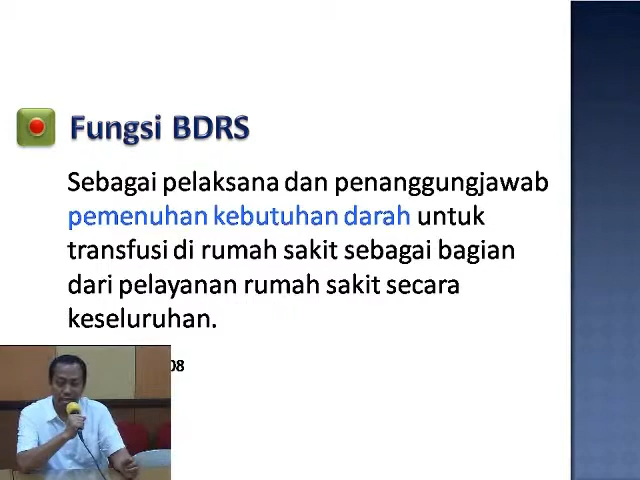 Fungsi BDRS
Sebagai pelaksana dan penanggungjawab
pemenuhan kebutuhan darah untuk
transfusi di rumah sakit sebagai bagian
dari pelayanan rumah sakit secara
keseluruhan.
08